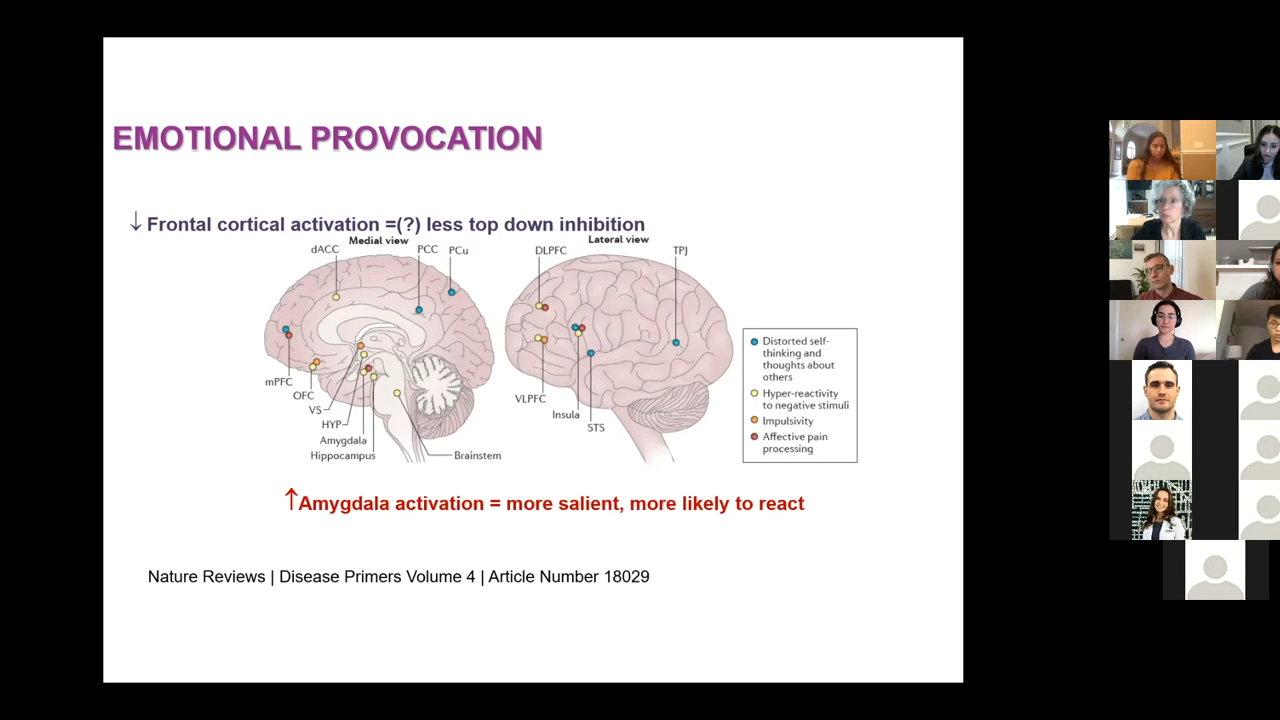 EMOTIONAL PROVOCATION
↓ Frontal cortical activation =(?) less top down inhibition
Medial view
Lateral view
dACC
PCC
PCu
DLPFC
TPJ
mPFC
OFC
VS
HYP
Amygdala
Hippocampus
Brainstem
VLPFC
Insula
STS
Distorted self-
thinking and
thoughts about
others
Hyper-reactivity
to negative stimuli
Impulsivity
Affective pain
processing
↑Amygdala activation = more salient, more likely to react
Nature Reviews | Disease Primers Volume 4 | Article Number 18029